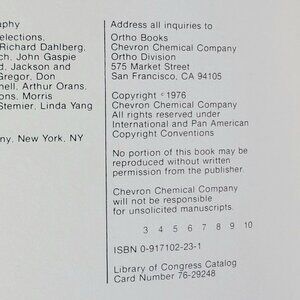 aphy
elections,
Richard Dahlberg,
ch, John Gaspie
d, Jackson and
Gregor, Don
nell, Arthur Orans,
ons, Morris
Stemier, Linda Yang
ny, New York, NY
Address all inquiries to
Ortho Books
Chevron Chemical Company
Ortho Division
575 Market Street
San Francisco, CA 94105
Copyright © 1976
Chevron Chemical Company
All rights reserved under
International and Pan American
Copyright Conventions
No portion of this book may be
reproduced without written
permission from the publisher.
Chevron Chemical Company
will not be responsible
for unsolicited manuscripts.
3 4 5 6 7 8 9 10
ISBN 0-917102-23-1
Library of Congress Catalog
Card Number 76-29248